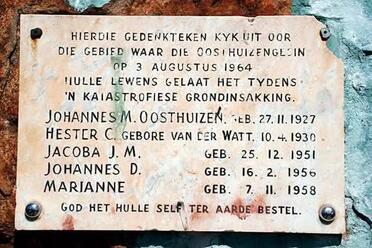 HIERDIE GEDENKTEKEN KYK UIT OOR
DIE GEBIED WAAR DIE OOSTHUIZENGESIN
OP 3 AUGUSTUS 1964
HULLE LEWENS GELAAT HET TYDENS
'N KATASTROFIESE GRONDINSAKKING.
JOHANNES M. OOSTHUIZEN, GEB. 27.11.1927
HESTER C. GEBORE VAN DER WATT. 10.4.1930
JACOBA J. M. GEB. 25. 12. 1951
JOHANNES D. GEB. 16. 2. 1956
MARIANNE GEB. 7. 11. 1958
GOD HET HULLE SELF TER AARDE BESTEL.